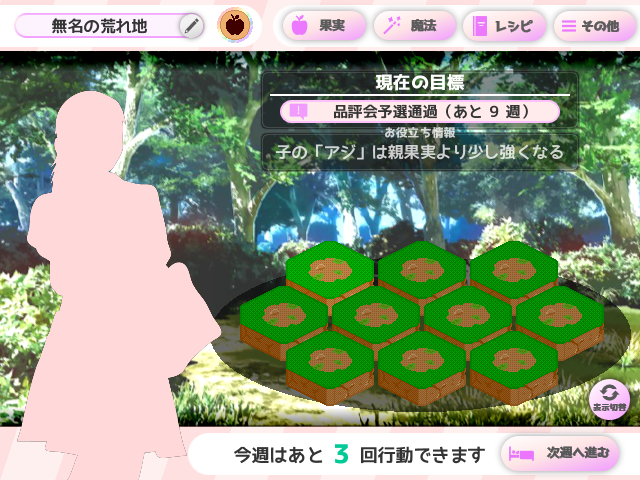 無名の荒れ地
果実
魔法
レシピ
その他
現在の目標
品評会予選通過（あと 9 週）
お役立ち情報
子の「アジ」は親果実より少し強くなる
表示切替
今週はあと 3 回行動できます
次週へ進む